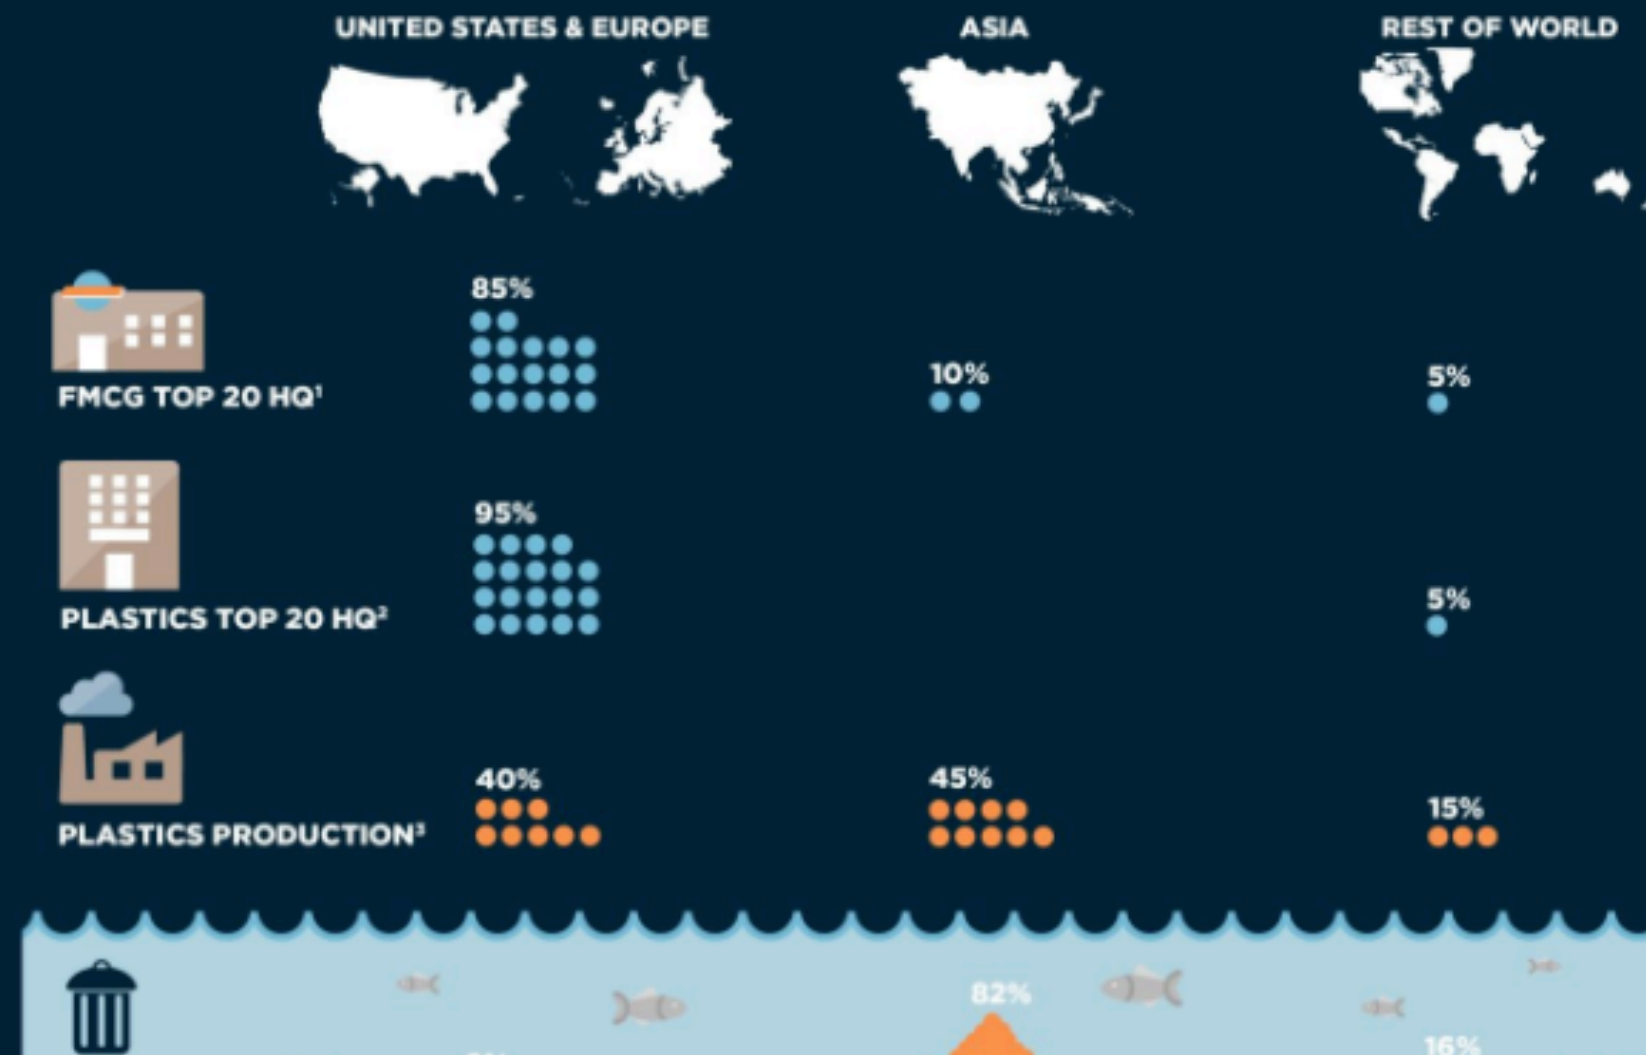 UNITED STATES & EUROPE
ASIA
REST OF WORLD
85%
10%
5%
FMCG TOP 20 HQ¹
95%
5%
PLASTICS TOP 20 HQ²
40%
45%
15%
PLASTICS PRODUCTION³
82%
16%